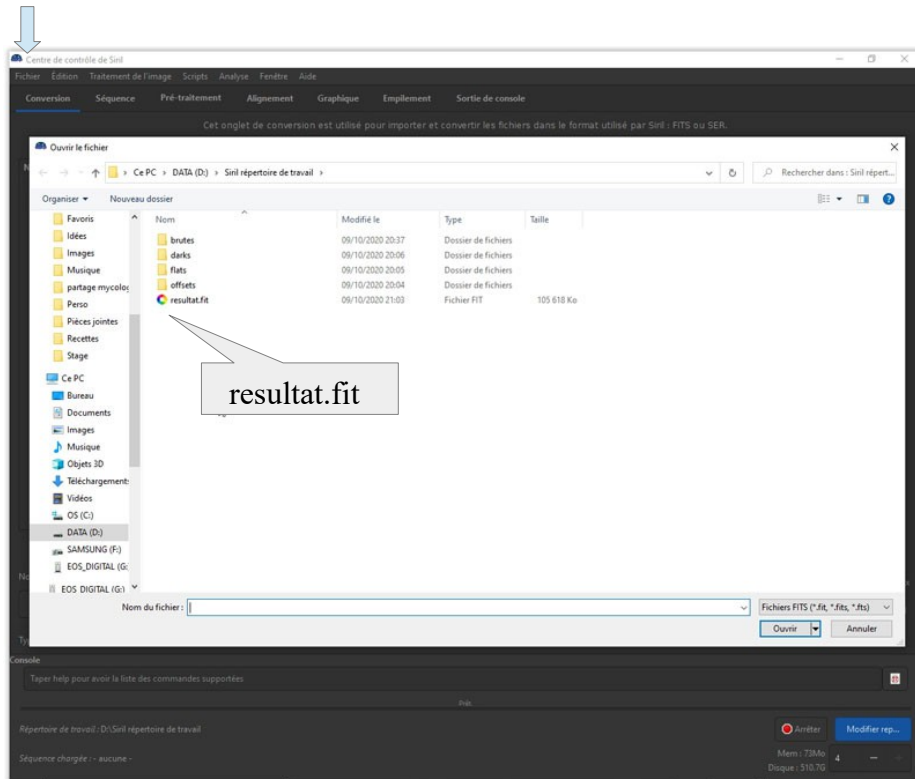 Centre de contrôle de Siril
Fichier Édition Traitement de l'image Scripts Analyse Fenêtre Aide
Conversion Séquence Pré-traitement Alignement Graphique Empilement Sortie de console
Cet onglet de conversion est utilisé pour importer et convertir les fichiers dans le format utilisé par Siril : FITS ou SER.
Ouvrir le fichier
Ce PC > DATA (D:) > Siril répertoire de travail >
Rechercher dans : Siril répert...
Organiser Nouveau dossier
Nom Modifié le Type Taille
brutes 09/10/2020 20:37 Dossier de fichiers
darks 09/10/2020 20:06 Dossier de fichiers
flats 09/10/2020 20:05 Dossier de fichiers
offsets 09/10/2020 20:04 Dossier de fichiers
resultat.fit 09/10/2020 21:03 Fichier FIT 105 618 Ko
Favoris
Idées
Images
Musique
partage mycolog
Perso
Pièces jointes
Recettes
Stage
Ce PC
Bureau
Documents
Images
Musique
Objets 3D
Téléchargements
Vidéos
OS (C:)
DATA (D:)
SAMSUNG (F:)
EOS_DIGITAL (G:
EOS DIGITAL (G:)
resultat.fit
Nom du fichier :
Fichiers FITS (*.fit, *.fits, *.fts)
Ouvrir Annuler
Console
Taper help pour avoir la liste des commandes supportées
Prêt.
Répertoire de travail : D:\Siril répertoire de travail
Arrêter Modifier rep...
Séquence chargée : - aucune -
Mem : 73Mo
Disque : 510.7G
4 −